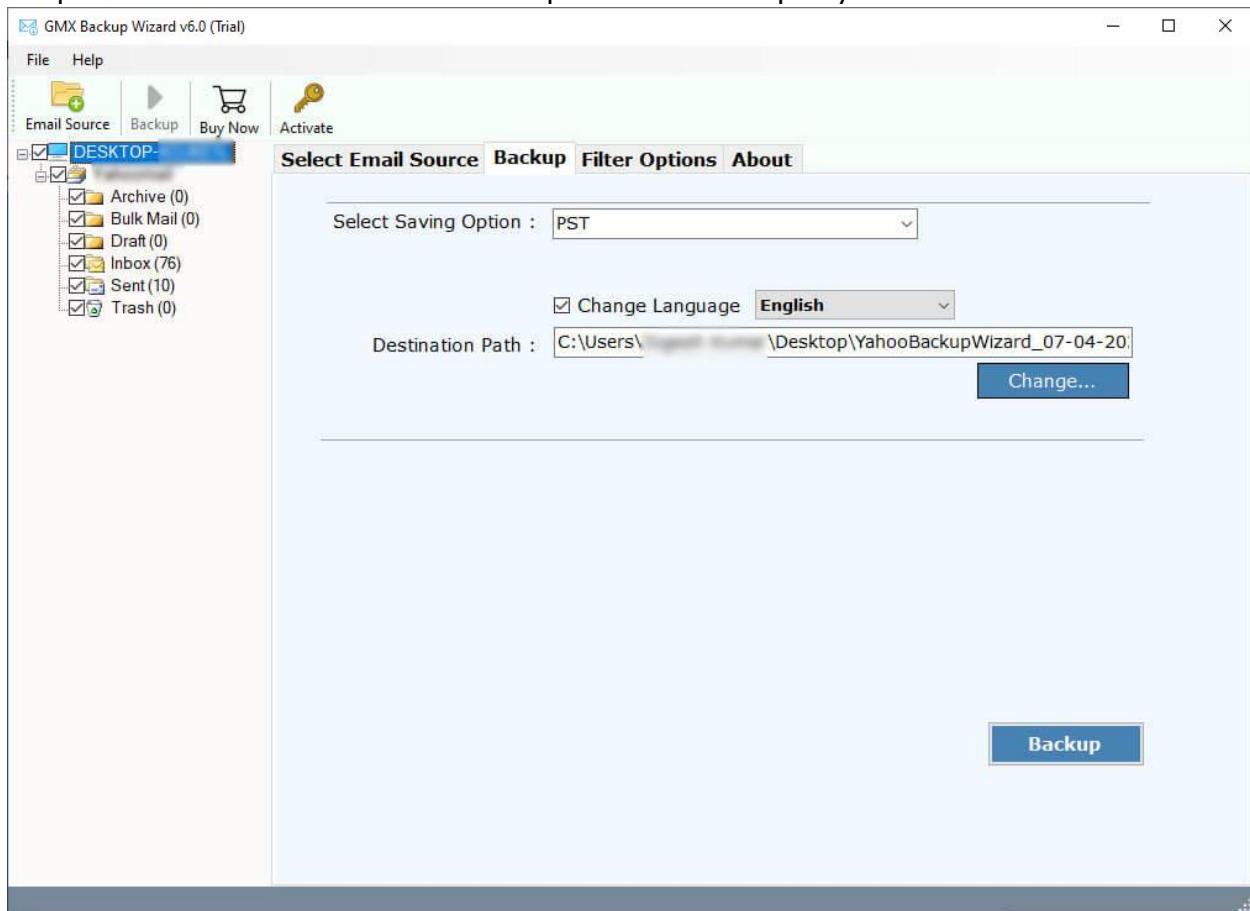 GMX Backup Wizard v6.0 (Trial)
File Help
Email Source Backup Buy Now Activate
DESKTOP-
Archive (0)
Bulk Mail (0)
Draft (0)
Inbox (76)
Sent (10)
Trash (0)
Select Email Source Backup Filter Options About
Select Saving Option : PST
Change Language English
Destination Path : C:\Users\ \Desktop\YahooBackupWizard_07-04-20
Change...
Backup